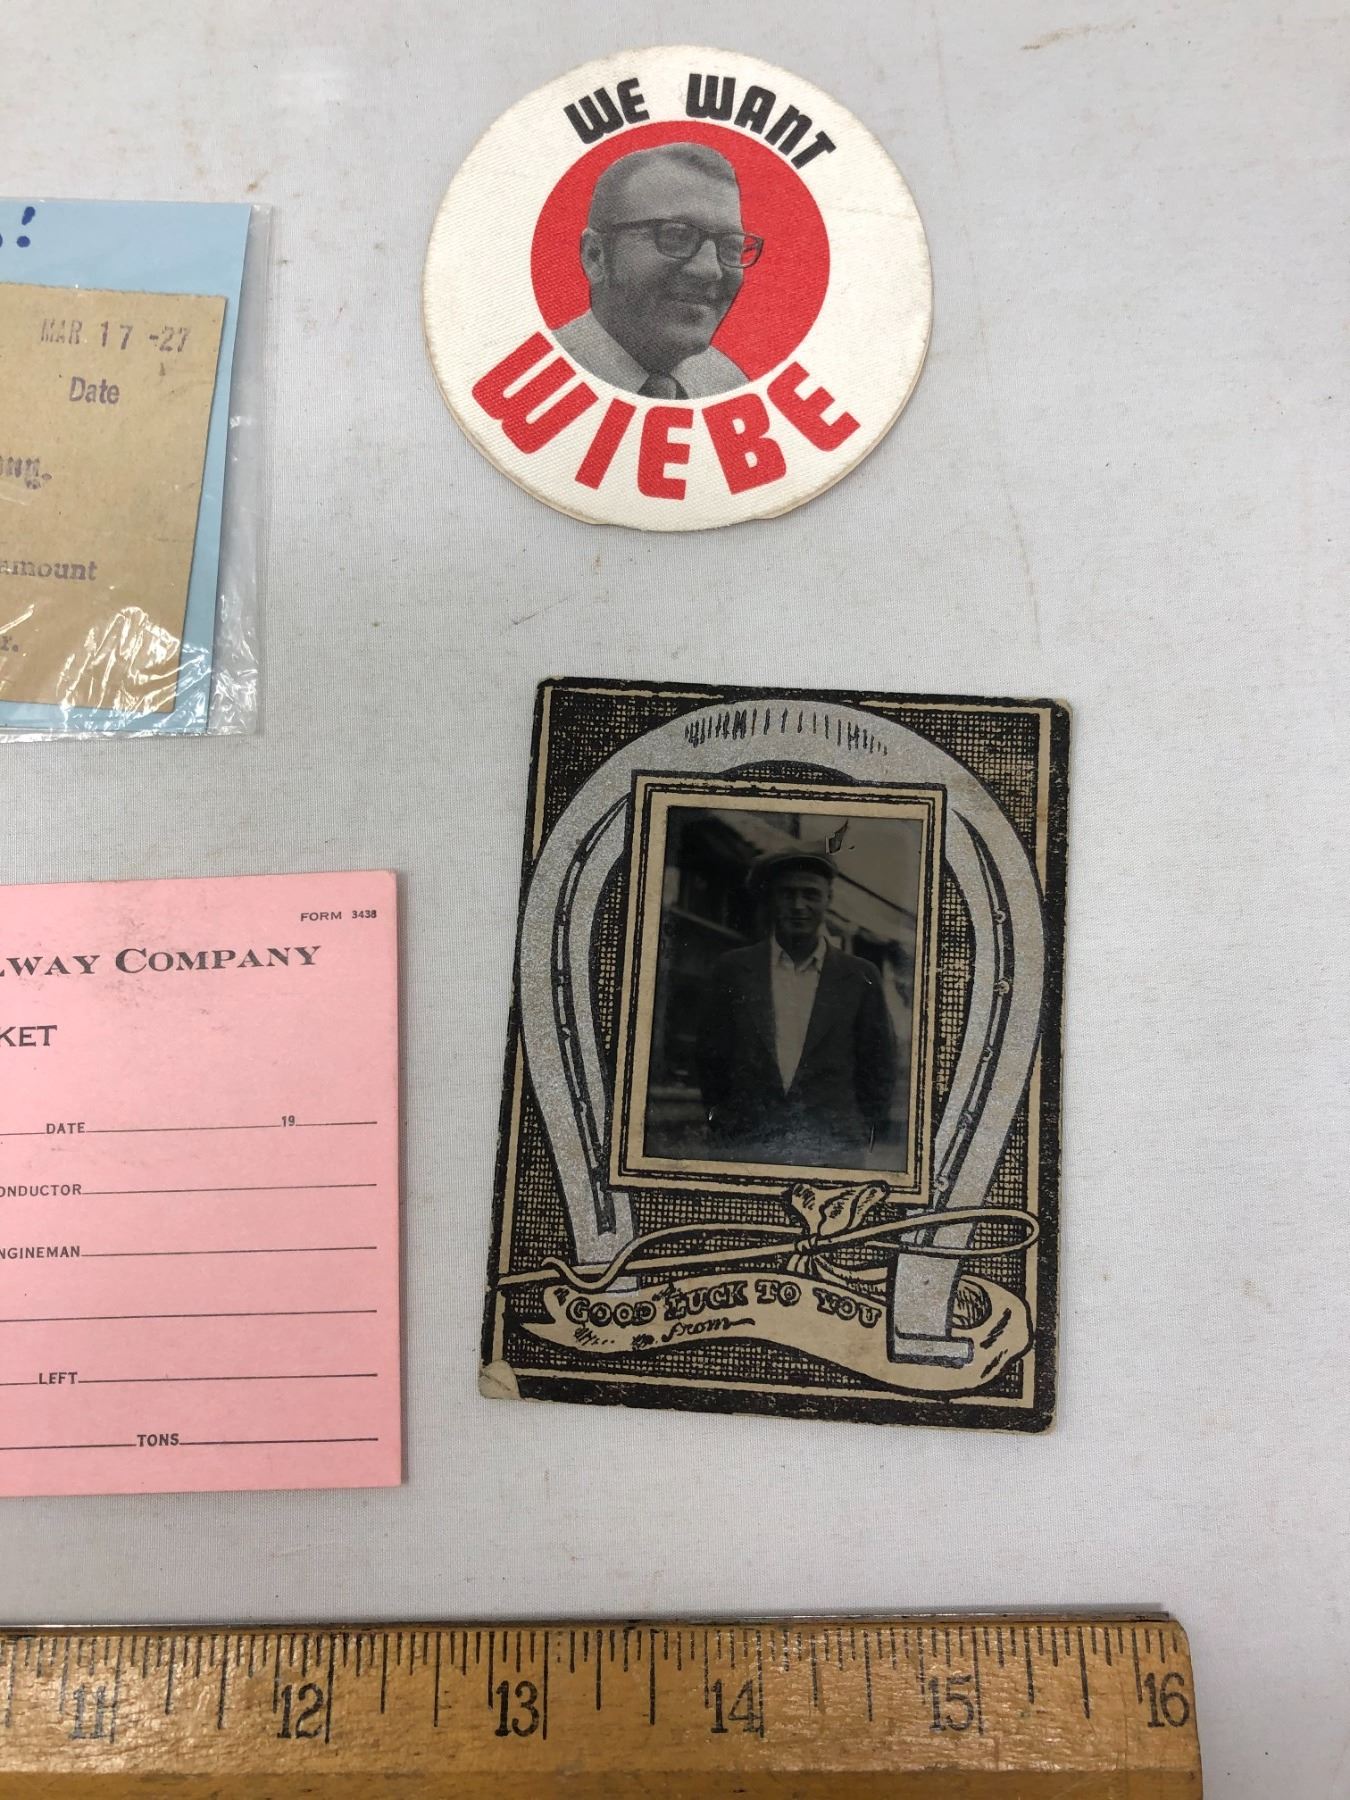 WE WANT
WIEBE
!
MAR. 17 -27
Date
amount
r.
FORM 3438
LWAY COMPANY
KET
DATE 19
ONDUCTOR
NGINEMAN
LEFT
TONS
"GOOD LUCK TO YOU
from
11 12 13 14 15 16